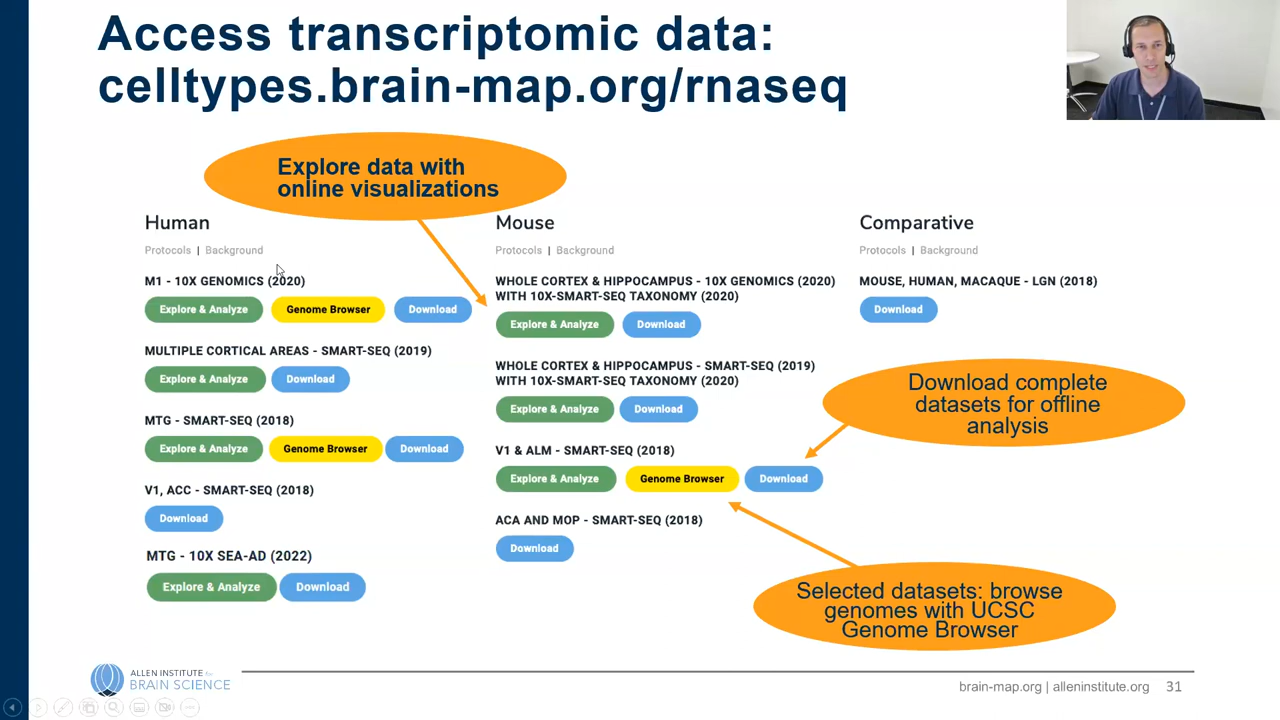 Access transcriptomic data:
celltypes.brain-map.org/rnaseq
Explore data with
online visualizations
Human
Protocols | Background
M1 - 10X GENOMICS (2020)
Explore & Analyze Genome Browser Download
MULTIPLE CORTICAL AREAS - SMART-SEQ (2019)
Explore & Analyze Download
MTG - SMART-SEQ (2018)
Explore & Analyze Genome Browser Download
V1, ACC - SMART-SEQ (2018)
Download
MTG - 10X SEA-AD (2022)
Explore & Analyze Download
Mouse
Protocols | Background
WHOLE CORTEX & HIPPOCAMPUS - 10X GENOMICS (2020)
WITH 10X-SMART-SEQ TAXONOMY (2020)
Explore & Analyze Download
WHOLE CORTEX & HIPPOCAMPUS - SMART-SEQ (2019)
WITH 10X-SMART-SEQ TAXONOMY (2020)
Explore & Analyze Download
V1 & ALM - SMART-SEQ (2018)
Explore & Analyze Genome Browser Download
ACA AND MOP - SMART-SEQ (2018)
Download
Comparative
Protocols | Background
MOUSE, HUMAN, MACAQUE - LGN (2018)
Download
Download complete
datasets for offline
analysis
Selected datasets: browse
genomes with UCSC
Genome Browser
ALLEN INSTITUTE for
BRAIN SCIENCE
brain-map.org | alleninstitute.org 31